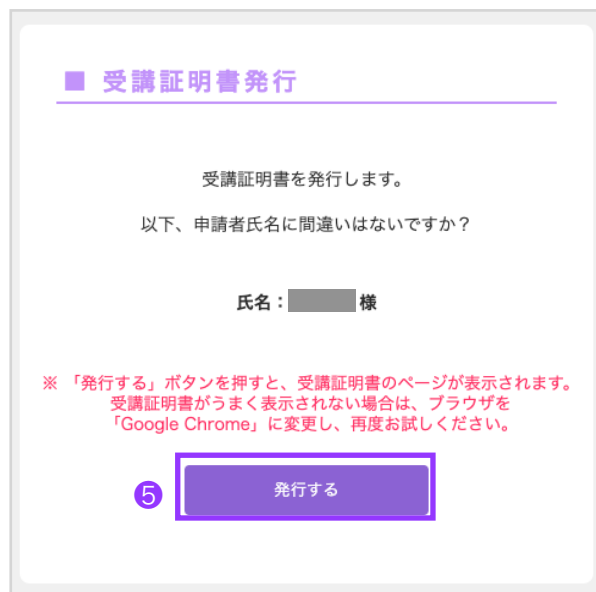 ■ 受講証明書発行
受講証明書を発行します。
以下、申請者氏名に間違いはないですか？
氏名： 様
※ 「発行する」ボタンを押すと、受講証明書のページが表示されます。
受講証明書がうまく表示されない場合は、ブラウザを
「Google Chrome」に変更し、再度お試しください。
❺ 発行する